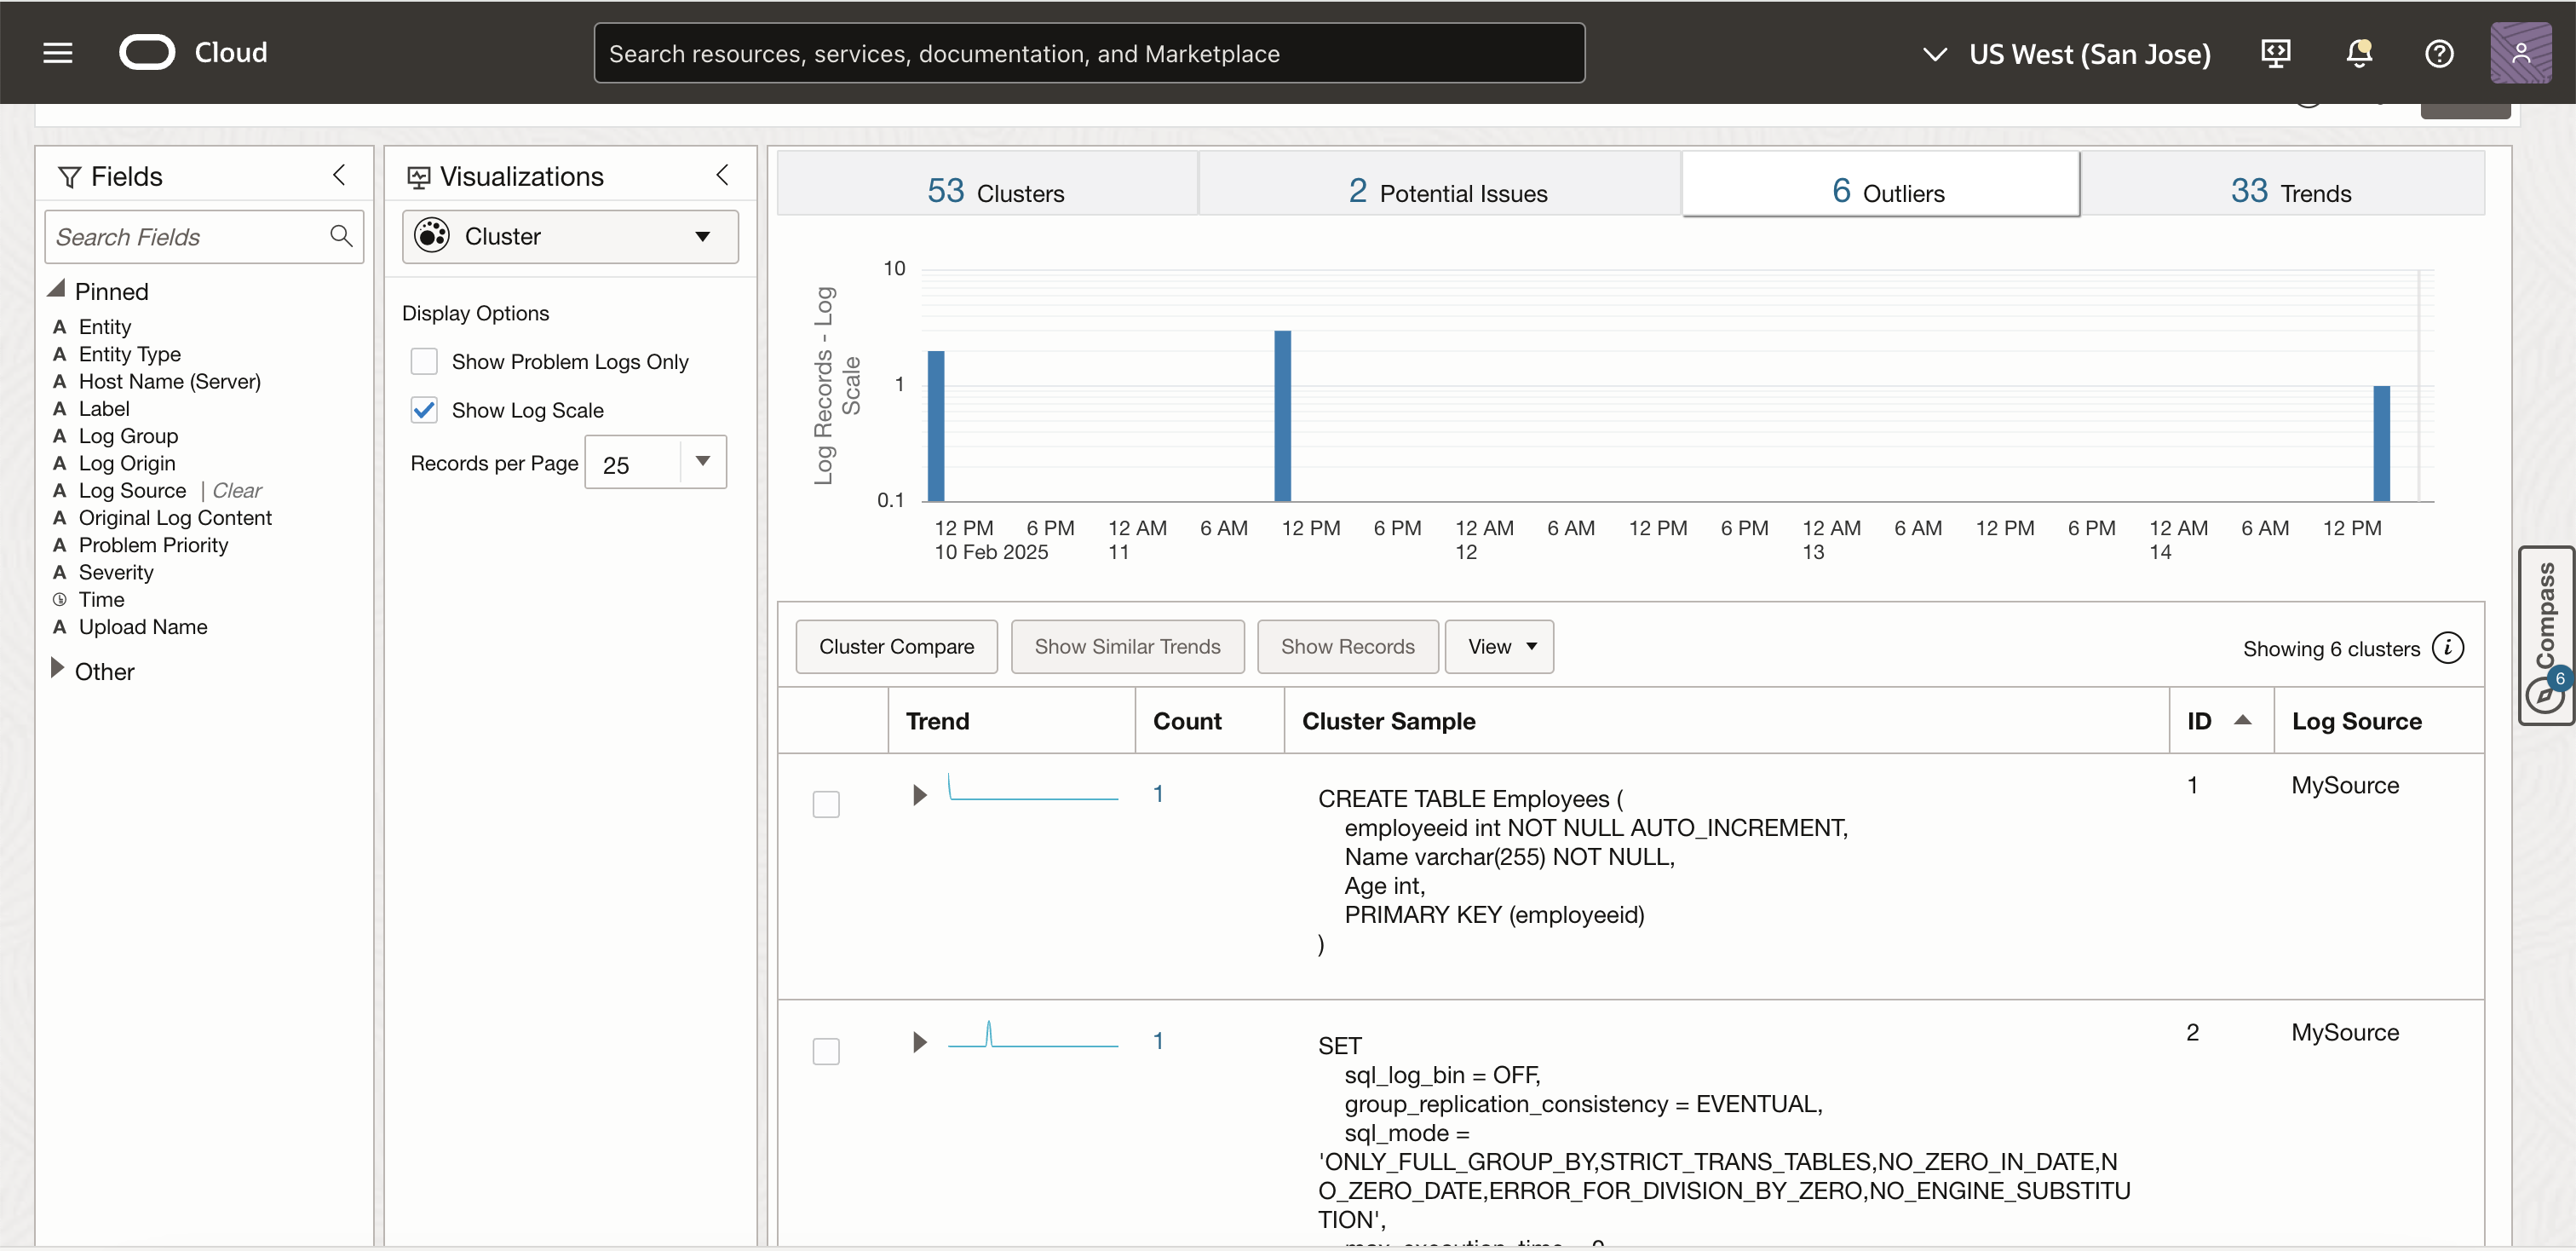 Cloud
Search resources, services, documentation, and Marketplace
US West (San Jose)
Fields
Search Fields
Pinned
A Entity
A Entity Type
A Host Name (Server)
A Label
A Log Group
A Log Origin
A Log Source | Clear
A Original Log Content
A Problem Priority
A Severity
Time
A Upload Name
Other
Visualizations
Cluster
Display Options
Show Problem Logs Only
Show Log Scale
Records per Page 25
53 Clusters
2 Potential Issues
6 Outliers
33 Trends
Log Records - Log
Scale
10
1
0.1
12 PM 6 PM 12 AM 6 AM 12 PM 6 PM 12 AM 6 AM 12 PM 6 PM 12 AM 6 AM 12 PM 6 PM 12 AM 6 AM 12 PM
10 Feb 2025 11 12 13 14
Cluster Compare
Show Similar Trends
Show Records
View
Showing 6 clusters i
Trend Count Cluster Sample ID Log Source
1 CREATE TABLE Employees ( 1 MySource
employeeid int NOT NULL AUTO_INCREMENT,
Name varchar(255) NOT NULL,
Age int,
PRIMARY KEY (employeeid)
)
1 SET 2 MySource
sql_log_bin = OFF,
group_replication_consistency = EVENTUAL,
sql_mode =
'ONLY_FULL_GROUP_BY,STRICT_TRANS_TABLES,NO_ZERO_IN_DATE,N
O_ZERO_DATE,ERROR_FOR_DIVISION_BY_ZERO,NO_ENGINE_SUBSTITU
TION',
Compass
6